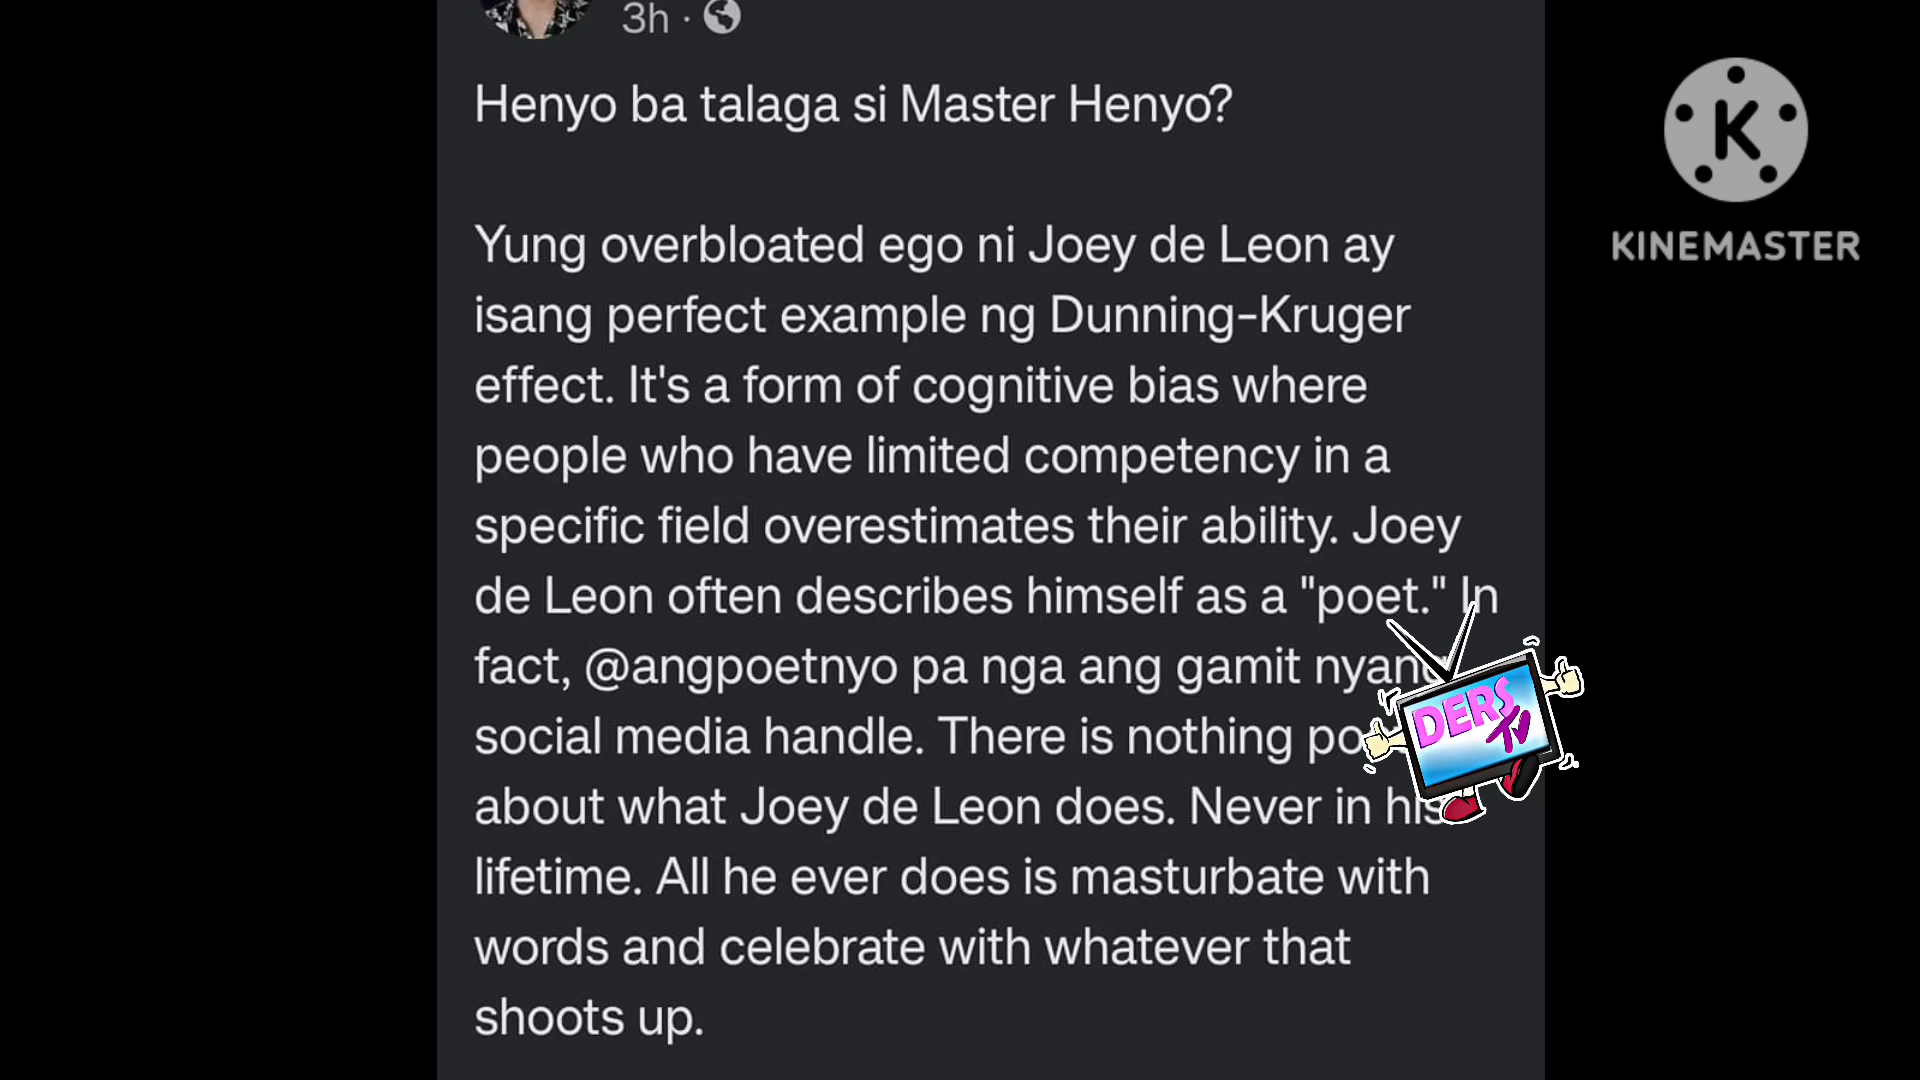 3h ·
Henyo ba talaga si Master Henyo?
Yung overbloated ego ni Joey de Leon ay
isang perfect example ng Dunning-Kruger
effect. It's a form of cognitive bias where
people who have limited competency in a
specific field overestimates their ability. Joey
de Leon often describes himself as a "poet." In
fact, @angpoetnyo pa nga ang gamit nyang
social media handle. There is nothing
about what Joey de Leon does. Never in his
lifetime. All he ever does is masturbate with
words and celebrate with whatever that
shoots up.
K
KINEMASTER
DERS
TV